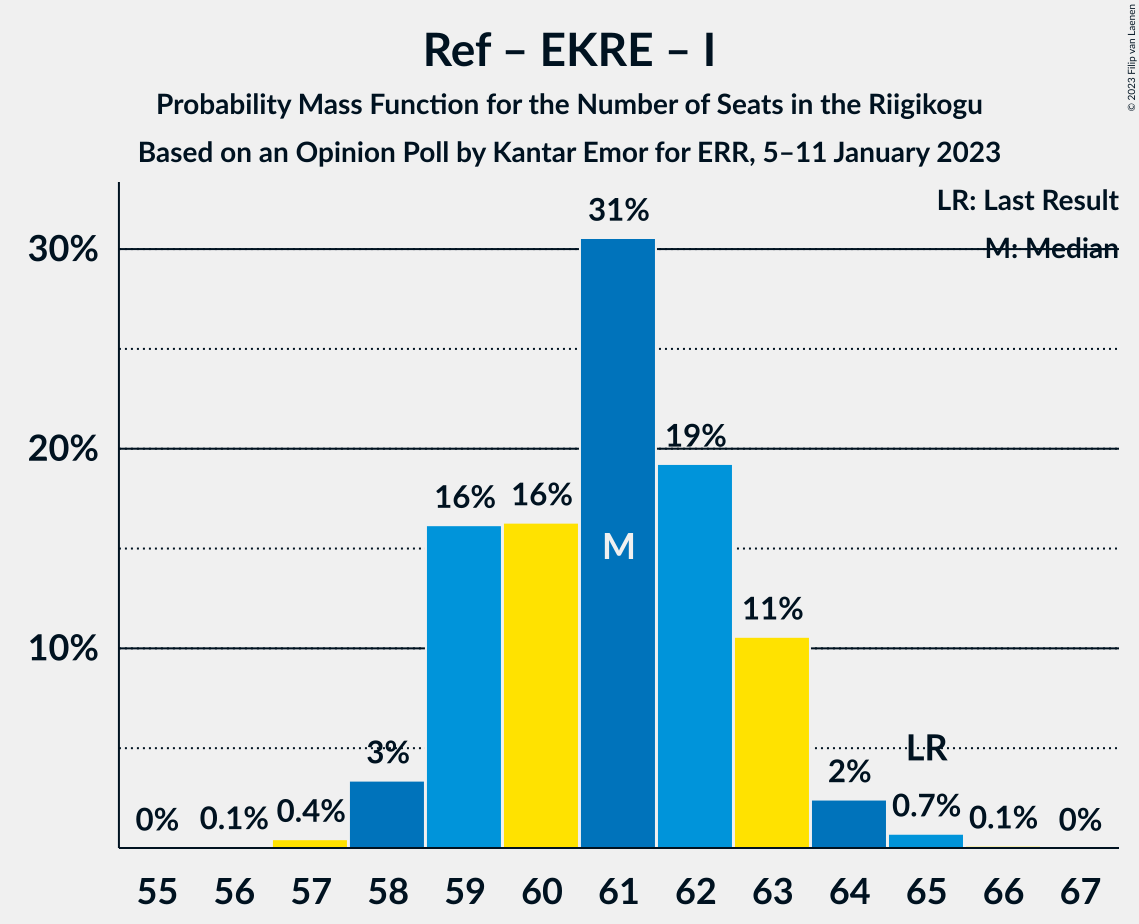 Ref – EKRE – I
Probability Mass Function for the Number of Seats in the Riigikogu
Based on an Opinion Poll by Kantar Emor for ERR, 5–11 January 2023
© 2023 Filip van Laenen
LR: Last Result
M: Median
30%
20%
10%
0%
0.1%
0.4%
3%
16%
16%
31%
M
19%
11%
2%
LR
0.7%
0.1%
0%
55 56 57 58 59 60 61 62 63 64 65 66 67